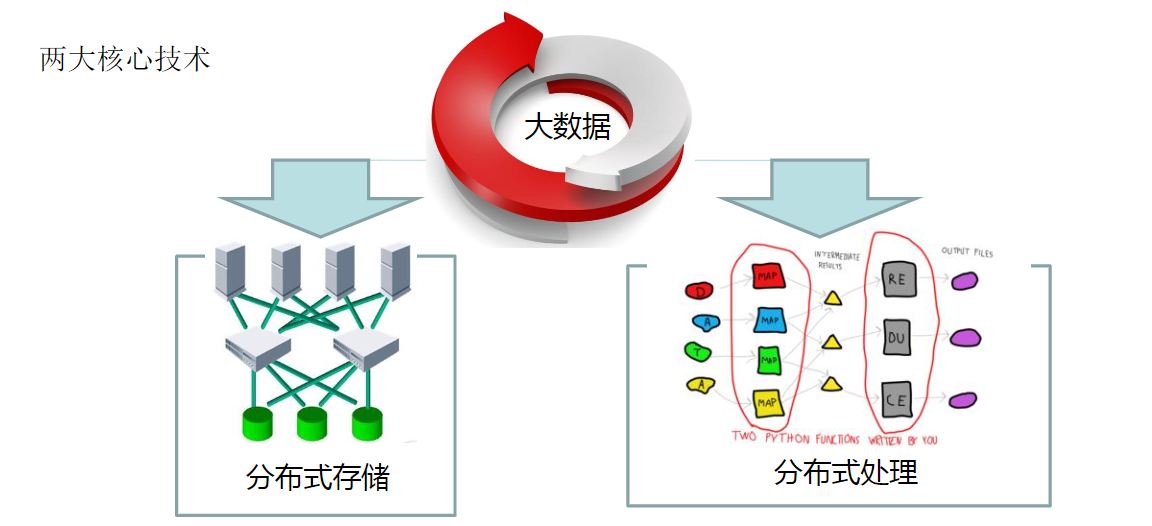 两大核心技术
大数据
INTERMEDIATE
RESULTS
OUTPUT FILES
D
MAP
RE
A
MAP
T
MAP
DU
A
MAP
CE
TWO PYTHON FUNCTIONS WRITTEN BY YOU
分布式存储
分布式处理